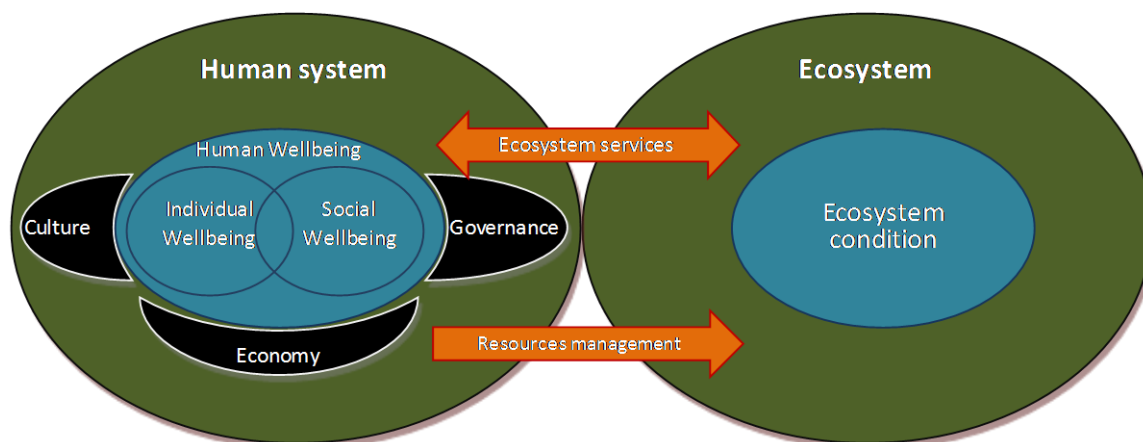 Human system
Ecosystem
Ecosystem services
Human Wellbeing
Individual
Wellbeing
Social
Wellbeing
Culture
Governance
Ecosystem
condition
Resources management
Economy